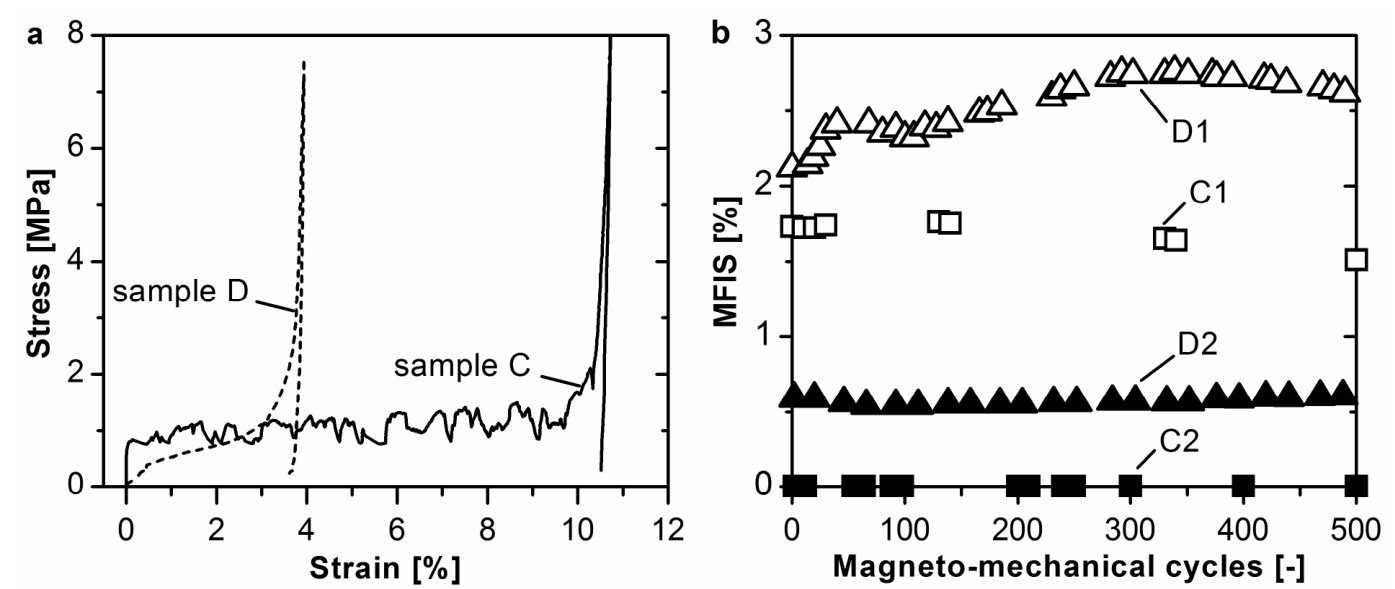 a
8
6
4
2
0
Stress [MPa]
sample D
sample C
0 2 4 6 8 10 12
Strain [%]
b
3
2
1
0
MFIS [%]
D1
C1
D2
C2
0 100 200 300 400 500
Magneto-mechanical cycles [-]